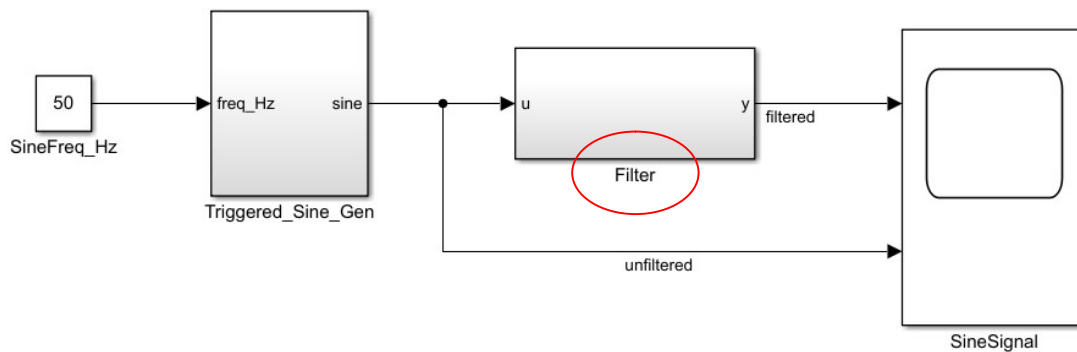 50
SineFreq_Hz
freq_Hz
sine
Triggered_Sine_Gen
u
y
Filter
filtered
unfiltered
SineSignal